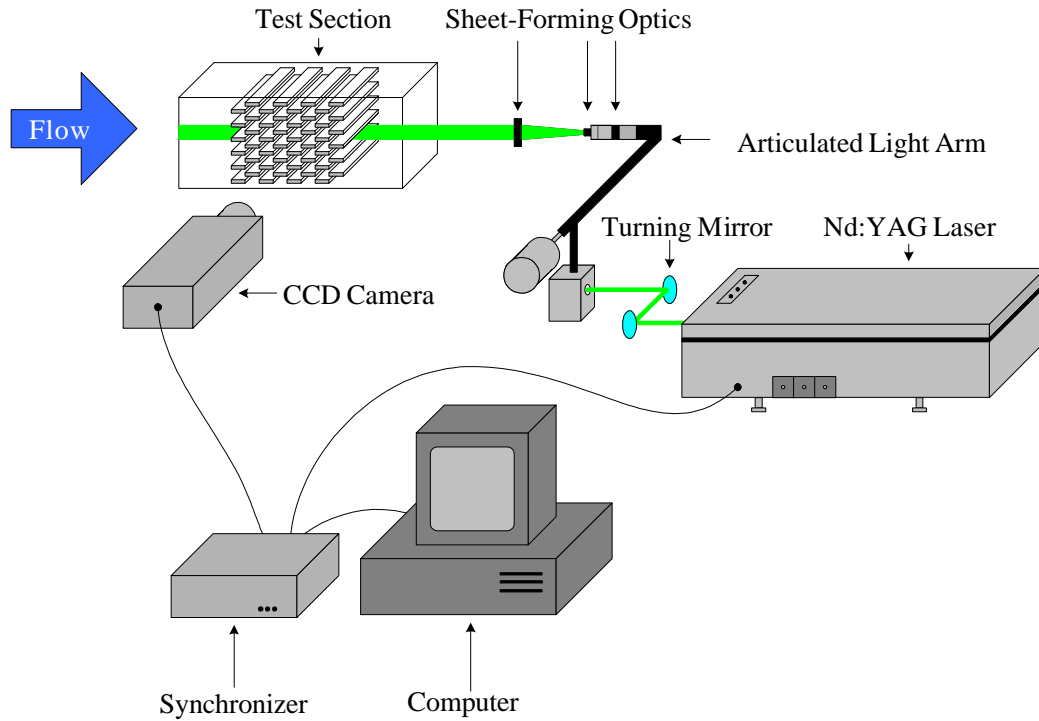 Test Section
Sheet-Forming Optics
Flow
Articulated Light Arm
Turning Mirror
Nd:YAG Laser
CCD Camera
Synchronizer
Computer